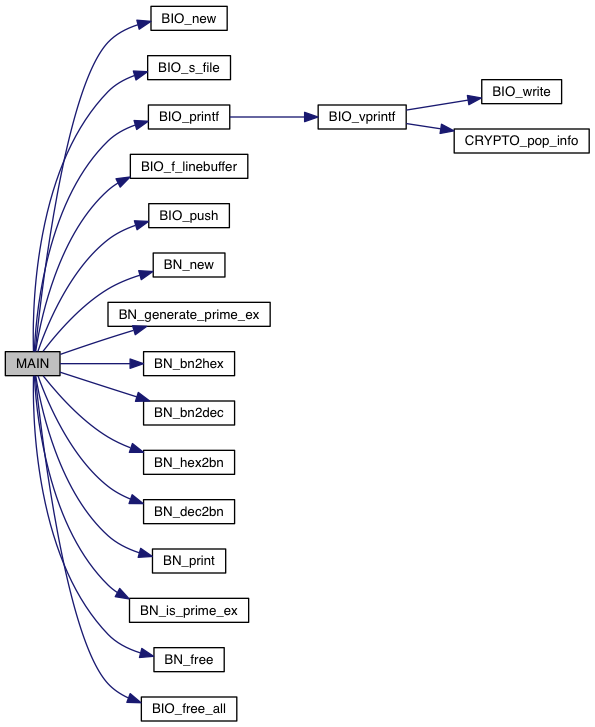 BIO_new
BIO_s_file
BIO_write
BIO_printf
BIO_vprintf
CRYPTO_pop_info
BIO_f_linebuffer
BIO_push
BN_new
BN_generate_prime_ex
MAIN
BN_bn2hex
BN_bn2dec
BN_hex2bn
BN_dec2bn
BN_print
BN_is_prime_ex
BN_free
BIO_free_all